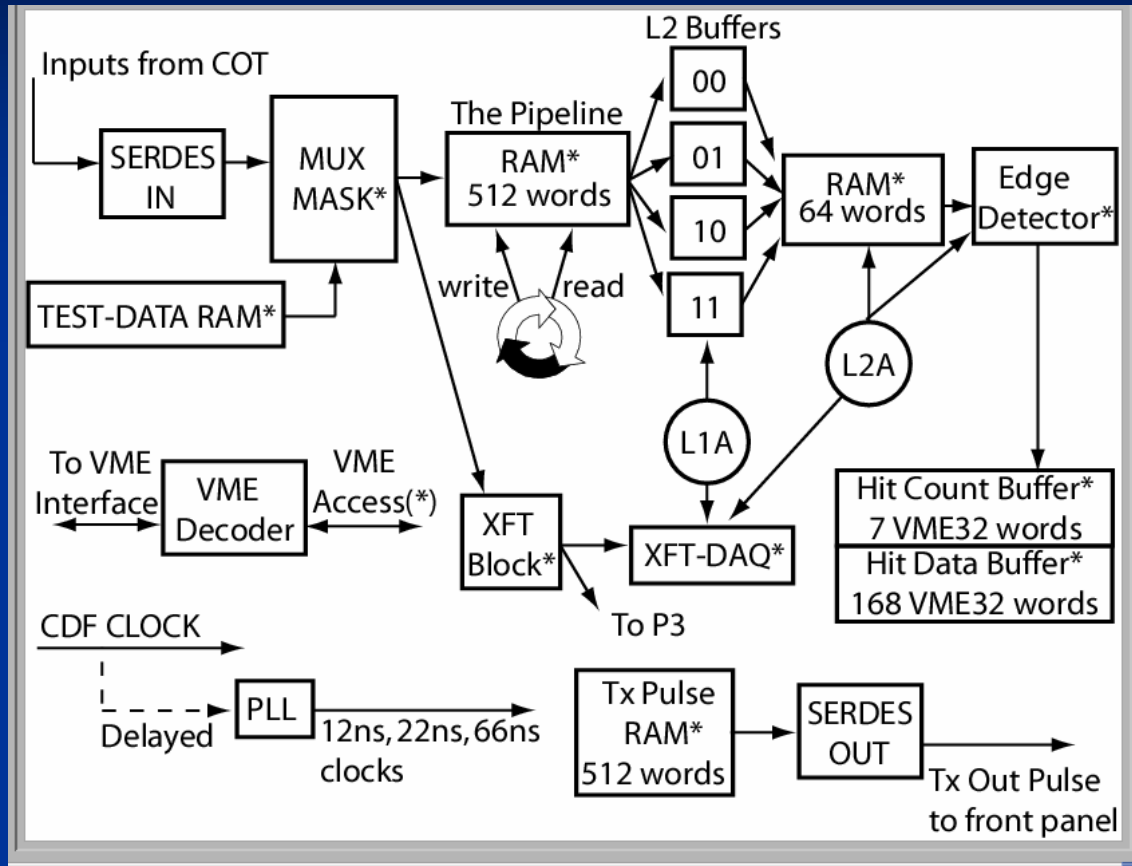 L2 Buffers
Inputs from COT
00
The Pipeline
SERDES
IN
MUX
MASK*
RAM*
512 words
01
RAM*
64 words
Edge
Detector*
10
write
read
11
TEST-DATA RAM*
L2A
L1A
To VME
Interface
VME
Decoder
VME
Access(*)
XFT
Block*
XFT-DAQ*
Hit Count Buffer*
7 VME32 words
Hit Data Buffer*
168 VME32 words
To P3
CDF CLOCK
Delayed
PLL
12ns, 22ns, 66ns
clocks
Tx Pulse
RAM*
512 words
SERDES
OUT
Tx Out Pulse
to front panel